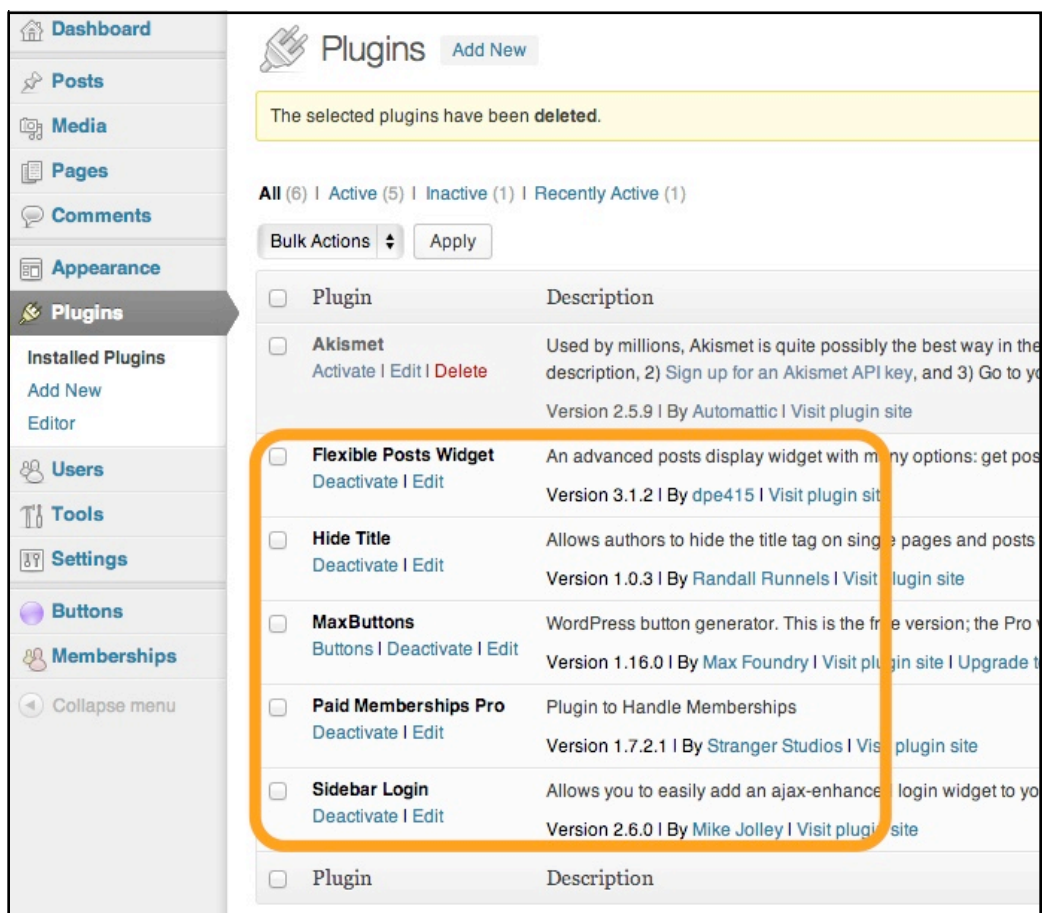 Dashboard
Posts
Media
Pages
Comments
Appearance
Plugins
Installed Plugins
Add New
Editor
Users
Tools
Settings
Buttons
Memberships
Collapse menu
Plugins Add New
The selected plugins have been deleted.
All (6) | Active (5) | Inactive (1) | Recently Active (1)
Bulk Actions Apply
Plugin Description
Akismet
Activate | Edit | Delete
Used by millions, Akismet is quite possibly the best way in the
description, 2) Sign up for an Akismet API key, and 3) Go to
Version 2.5.9 | By Automattic | Visit plugin site
Flexible Posts Widget
Deactivate | Edit
An advanced posts display widget with many options: get
Version 3.1.2 | By dpe415 | Visit plugin site
Hide Title
Deactivate | Edit
Allows authors to hide the title tag on single pages and posts
Version 1.0.3 | By Randall Runnels | Visit plugin site
MaxButtons
Buttons | Deactivate | Edit
WordPress button generator. This is the free version; the Pro
Version 1.16.0 | By Max Foundry | Visit plugin site | Upgrade
Paid Memberships Pro
Deactivate | Edit
Plugin to Handle Memberships
Version 1.7.2.1 | By Stranger Studios | Visit plugin site
Sidebar Login
Deactivate | Edit
Allows you to easily add an ajax-enhanced login widget to
Version 2.6.0 | By Mike Jolley | Visit plugin site
Plugin Description